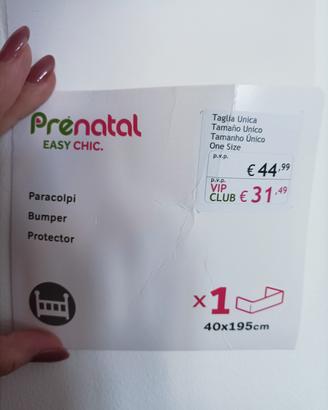 Prénatal
EASY CHIC.
Taglia Unica
Tamaño Unico
Tamanho Único
One Size
p.v.p.
€ 44,99
p.v.p.
VIP
CLUB € 31,49
Paracolpi
Bumper
Protector
x1
40x195cm